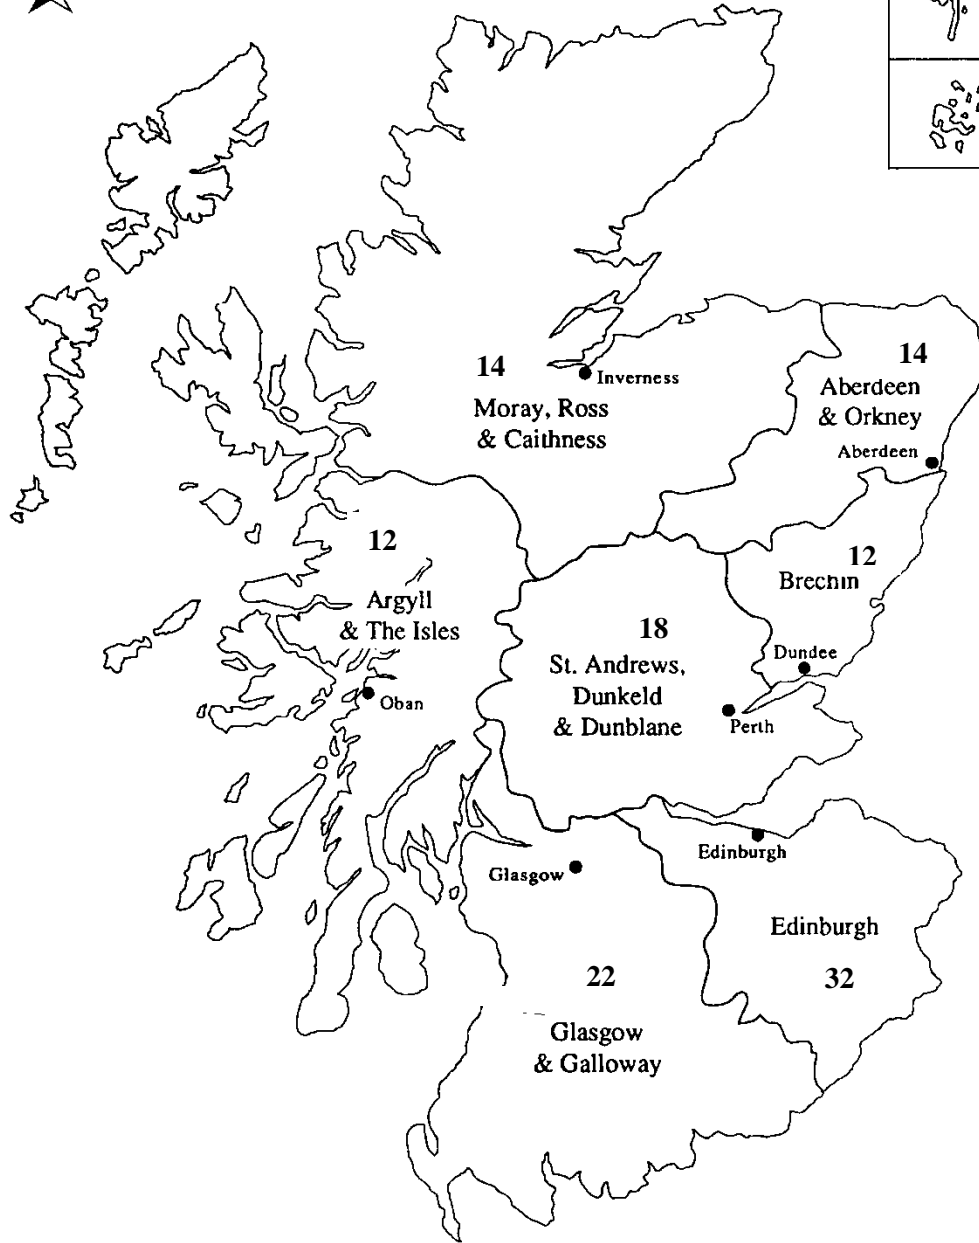 14
Inverness
Moray, Ross
& Caithness
14
Aberdeen
& Orkney
Aberdeen
12
Argyll
& The Isles
Oban
12
Brechin
Dundee
18
St. Andrews,
Dunkeld
& Dunblane
Perth
Edinburgh
Glasgow
Edinburgh
32
22
Glasgow
& Galloway